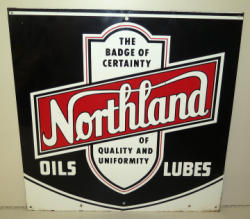 THE
BADGE OF
CERTAINTY
Northland
OF
QUALITY AND
UNIFORMITY
OILS
LUBES